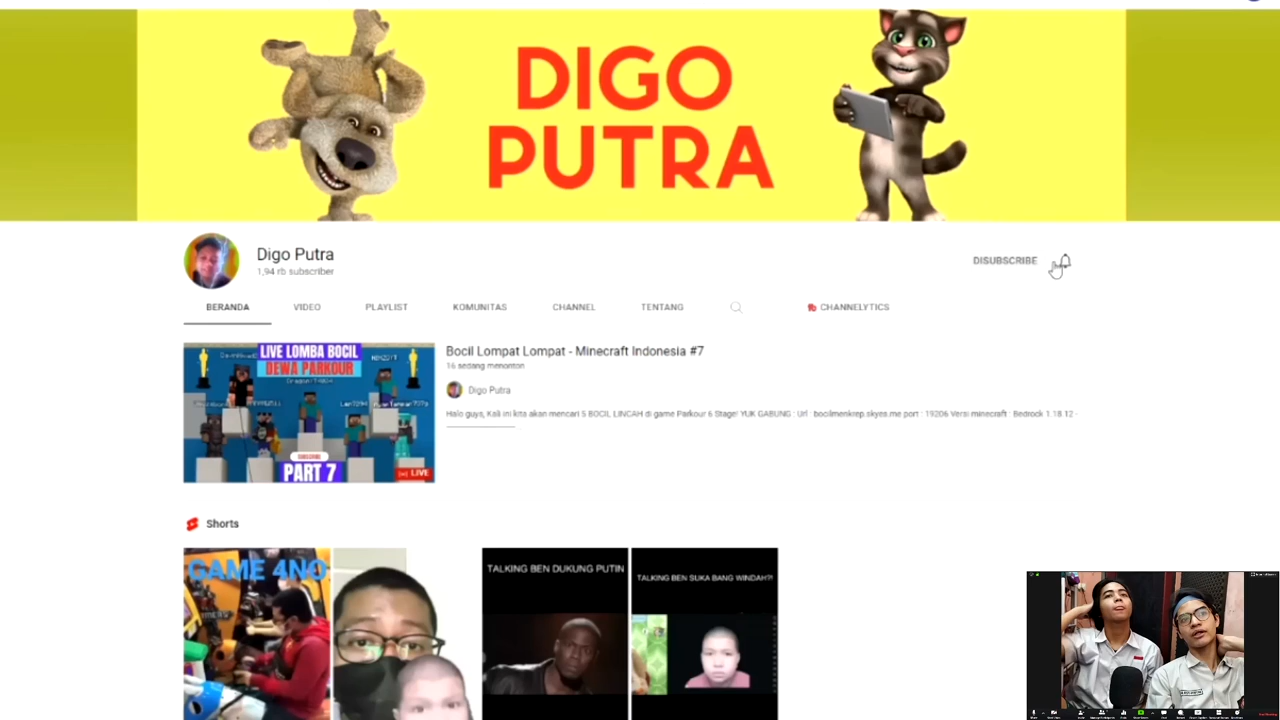 DIGO
PUTRA
Digo Putra
1,94 rb subscriber
DISUBSCRIBE
BERANDA
VIDEO
PLAYLIST
KOMUNITAS
CHANNEL
TENTANG
CHANNELYTICS
LIVE LOMBA BOCIL
DEWA PARKOUR
SUBSCRIBE
PART 7
LIVE
Bocil Lompat Lompat - Minecraft Indonesia #7
16 sedang menonton
Digo Putra
Halo guys, Kali ini kita akan mencari 5 BOCIL LINCAH di game Parkour 6 Stage! YUK GABUNG : Url : bocilmenkrep.skyes.me port : 19206 Versi minecraft : Bedrock 1.18.12 -
Shorts
GAME 4NO
TALKING BEN DUKUNG PUTIN
TALKING BEN SUKA BANG WINDAH?!